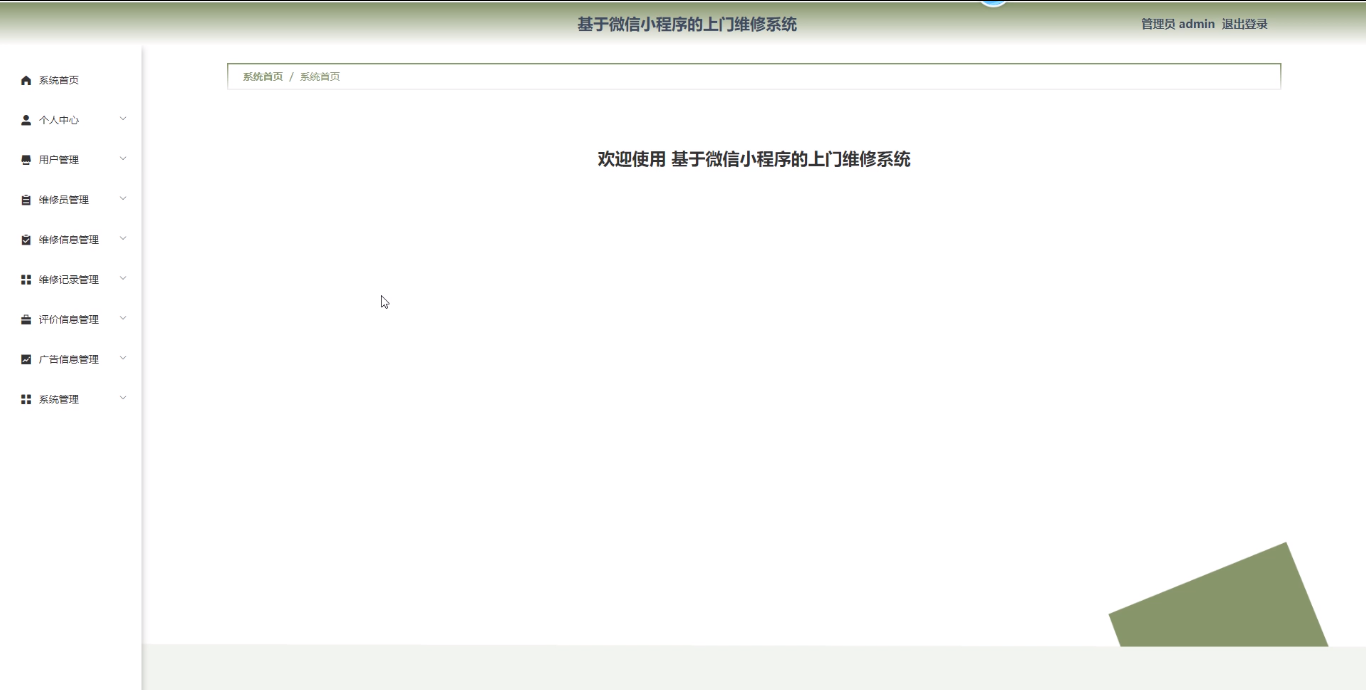 基于微信小程序的上门维修系统
管理员 admin 退出登录
系统首页
个人中心
用户管理
维修员管理
维修信息管理
维修记录管理
评价信息管理
广告信息管理
系统管理
系统首页 / 系统首页
欢迎使用 基于微信小程序的上门维修系统